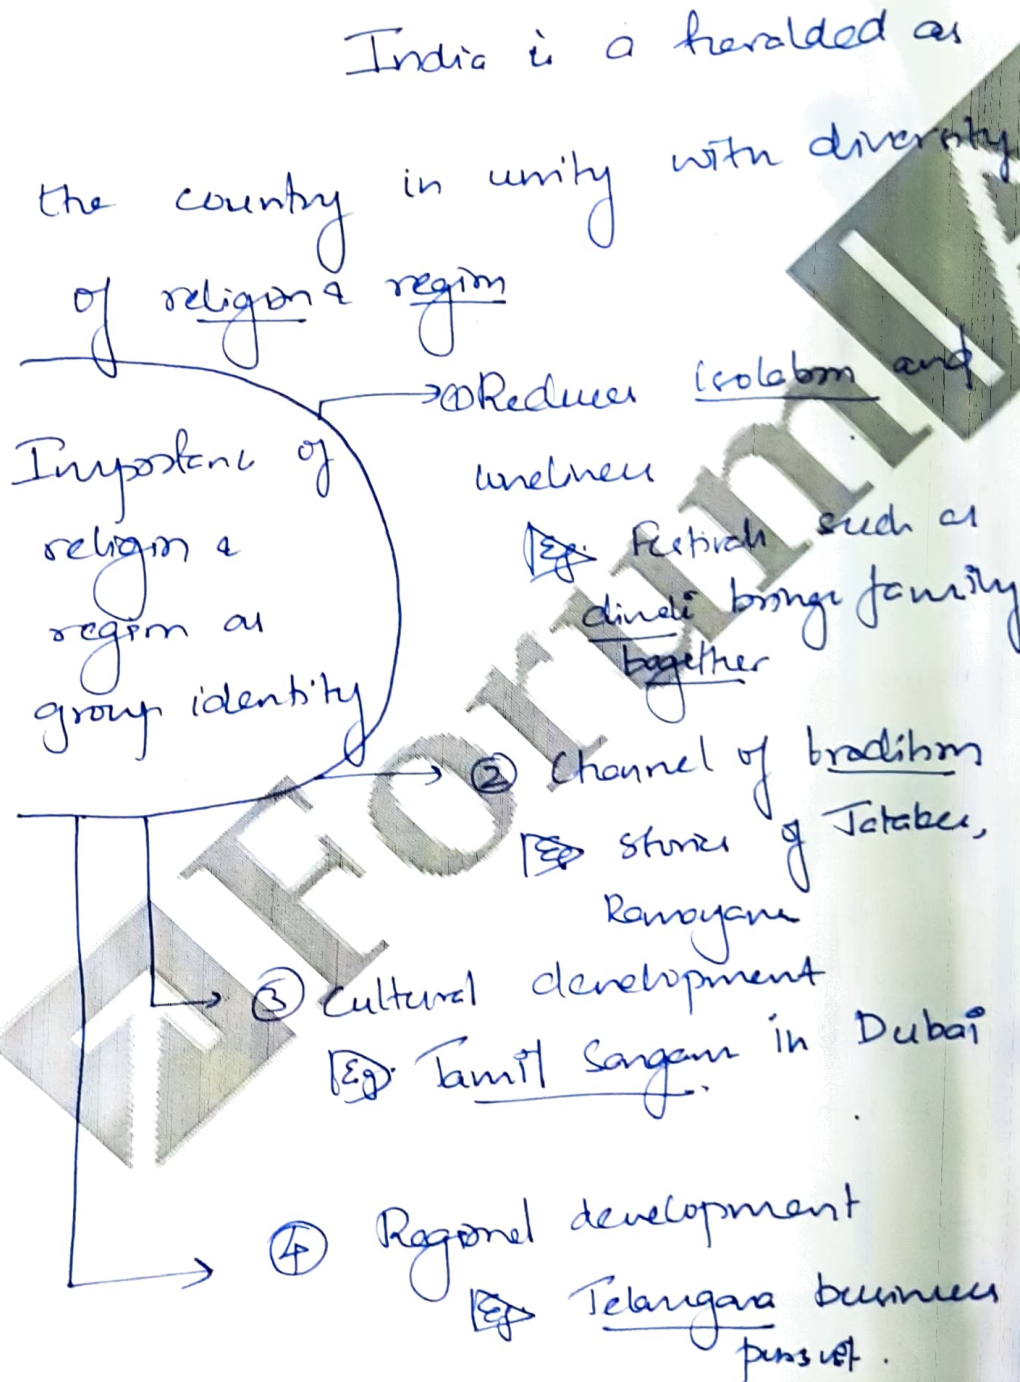 India is a heralded as
the country in unity with diversity
of religion & region
Importance of
religion &
region as
group identity
① Reduces isolation and
loneliness
Eg. Festivals such as
diwali brings family
together
② Channel of tradition
Eg stories of Jatakas,
Ramayana
③ Cultural development
Eg. Tamil Sangam in Dubai
④ Regional development
Eg Telangana business
ForumIA